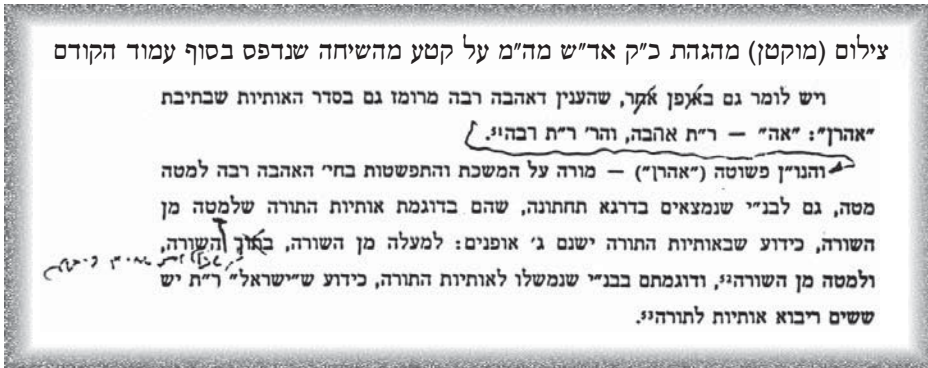 צילום (מוקטן) מהגהת כ"ק אד"ש מה"מ על קטע מהשיחה שנדפס בסוף עמוד הקודם
ויש לומר גם באופן אחר, שהענין דאהבה רבה מרומז גם בסדר האותיות שבתיבת
"אהרן": "אה" — ר"ת אהבה, והר' ר"ת רבה⁵¹.
והנו"ן פשוטה ("אהרן") — מורה על המשכת והתפשטות בחי' האהבה רבה למטה
מטה, גם לבנ"י שנמצאים בדרגא תחתונה, שהם בדוגמת אותיות התורה שלמטה מן
השורה, כידוע שבאותיות התורה ישנם ג' אופנים: למעלה מן השורה, בתוך השורה,
ולמטה מן השורה⁵², ודוגמתם בבנ"י שנמשלו לאותיות התורה, כידוע ש"ישראל" ר"ת יש
ששים ריבוא אותיות לתורה⁵³.